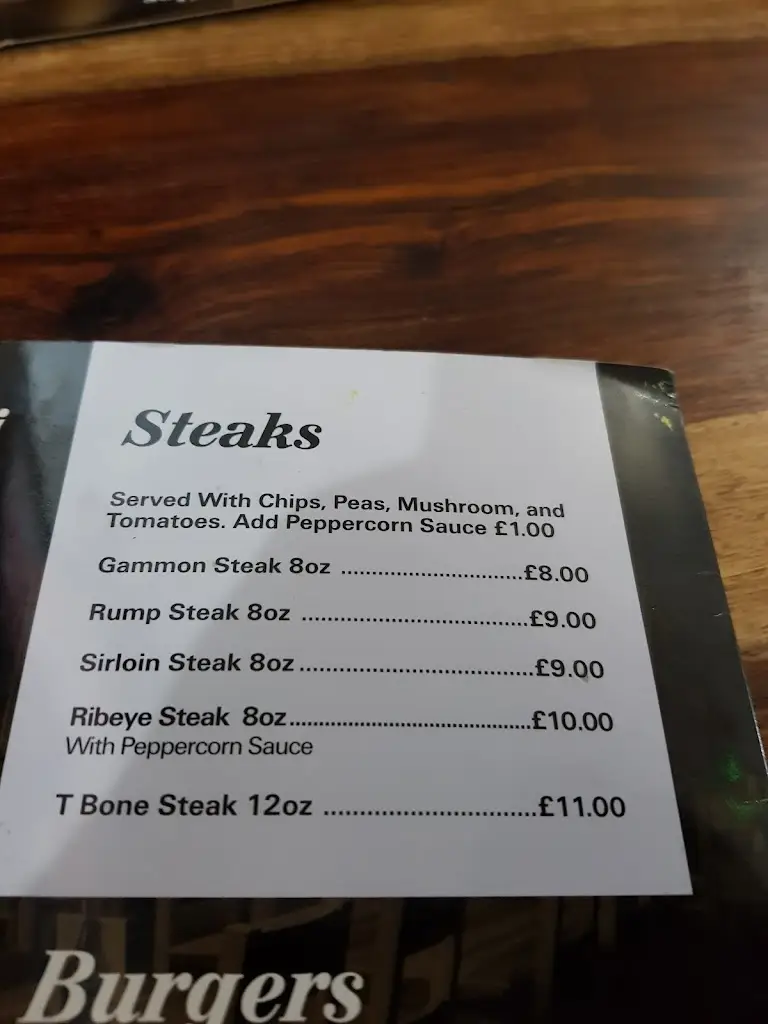 Steaks
Served With Chips, Peas, Mushroom, and
Tomatoes. Add Peppercorn Sauce £1.00
Gammon Steak 8oz ..............................£8.00
Rump Steak 8oz ..................................£9.00
Sirloin Steak 8oz....................................£9.00
Ribeye Steak 8oz........................................£10.00
With Peppercorn Sauce
T Bone Steak 12oz ..............................£11.00
Burgers